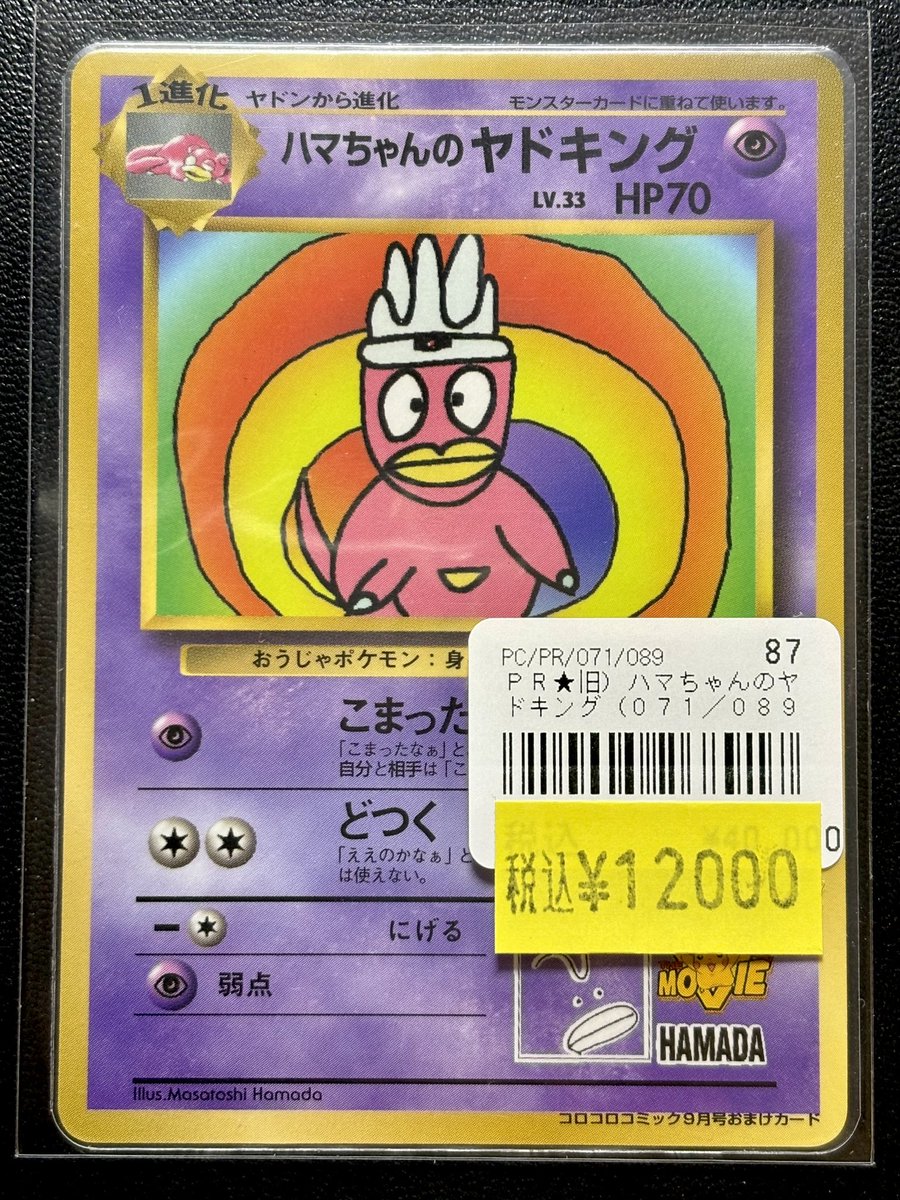 1進化 ヤドンから進化 モンスターカードに重ねて使います。
ハマちゃんの ヤドキング
LV.33 HP70
おうじゃポケモン：身
こまった
「こまったなぁ」と
自分と相手は「こ
どつく
「ええのかなぁ」と
は使えない。
にげる
弱点
PC/PR/071/089 87
ＰＲ★旧）ハマちゃんのヤ
ドキング（０７１／０８９
0
税込¥12000
MOVIE
HAMADA
Illus.Masatoshi Hamada
コロコロコミック9月号おまけカード